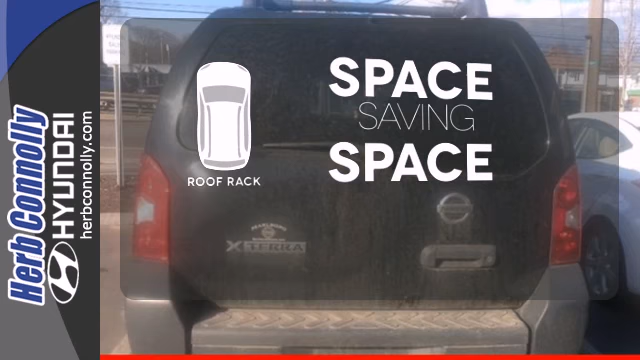 Herb Connolly
HYUNDAI
herbconnolly.com
ROOF RACK
SPACE
SAVING
SPACE
XTERRA